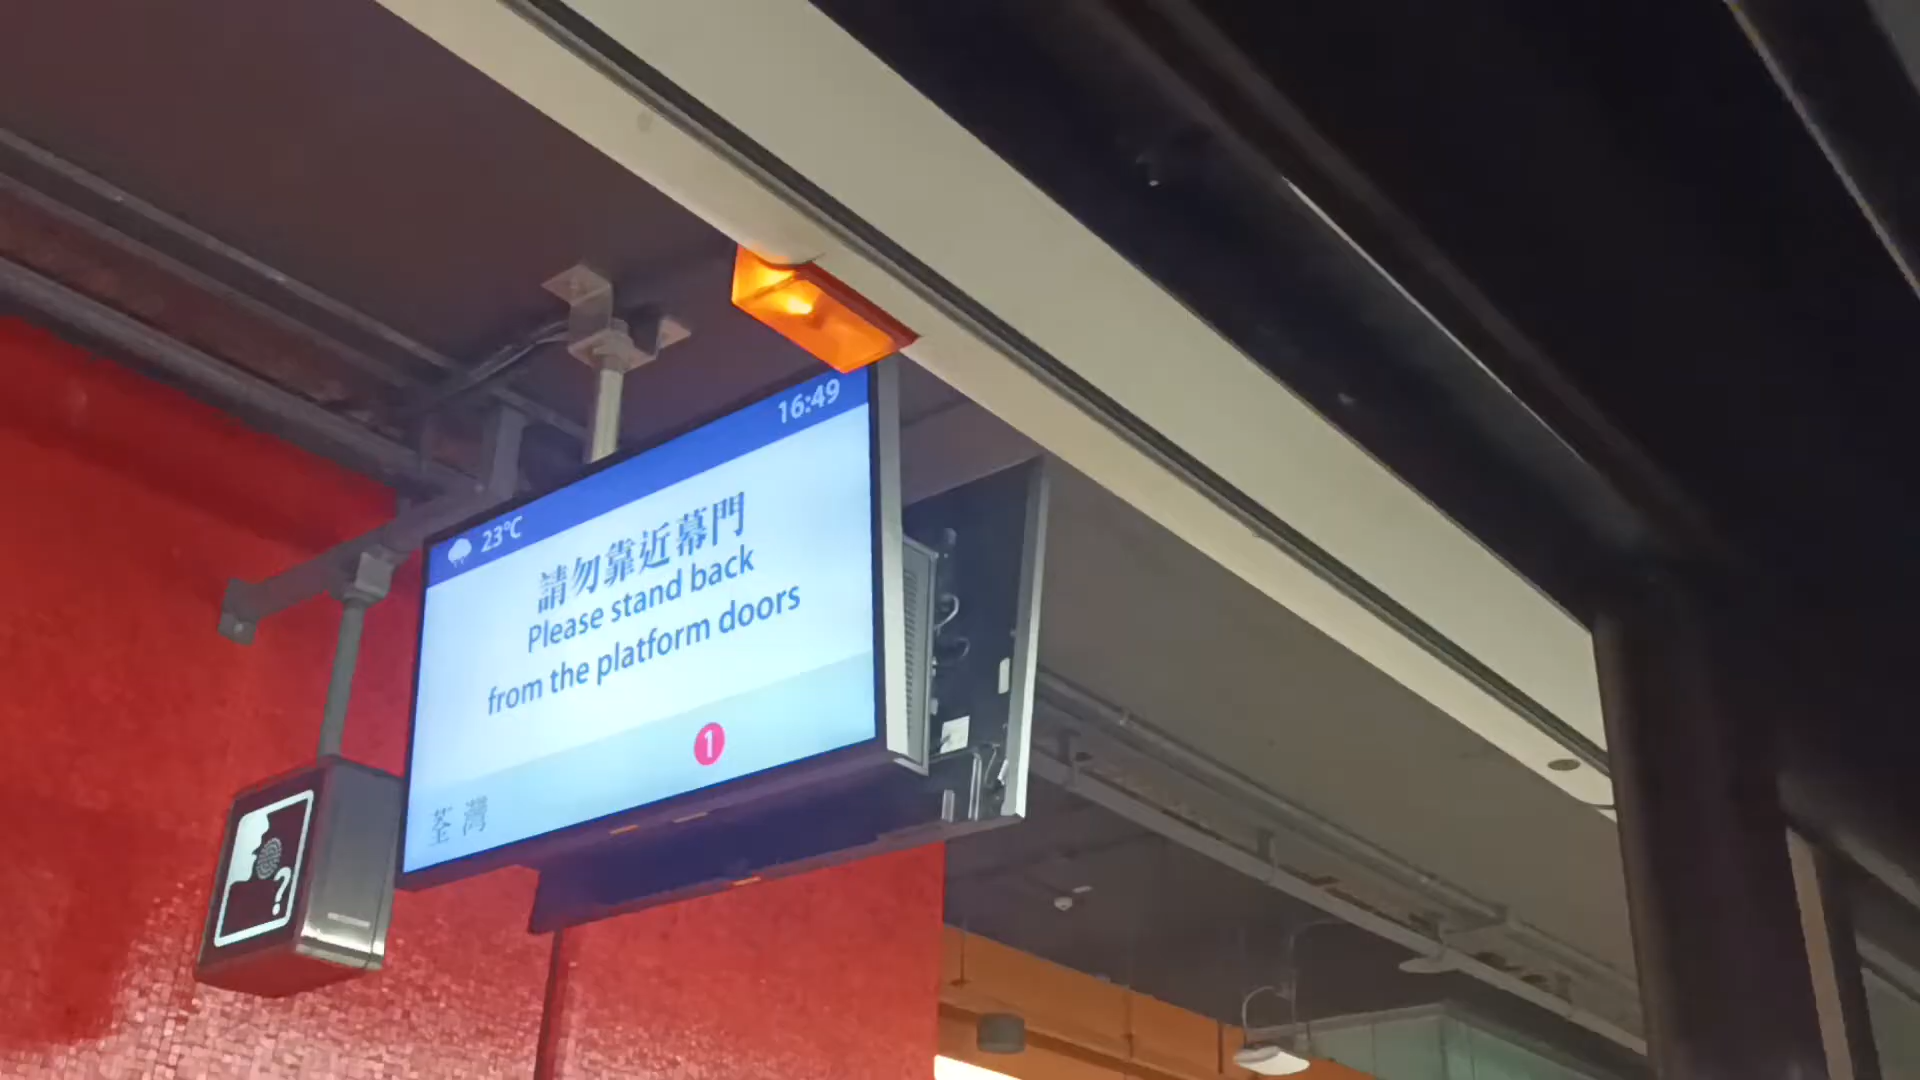 16:49
23°C
請勿靠近幕門
Please stand back
from the platform doors
1
荃灣
?